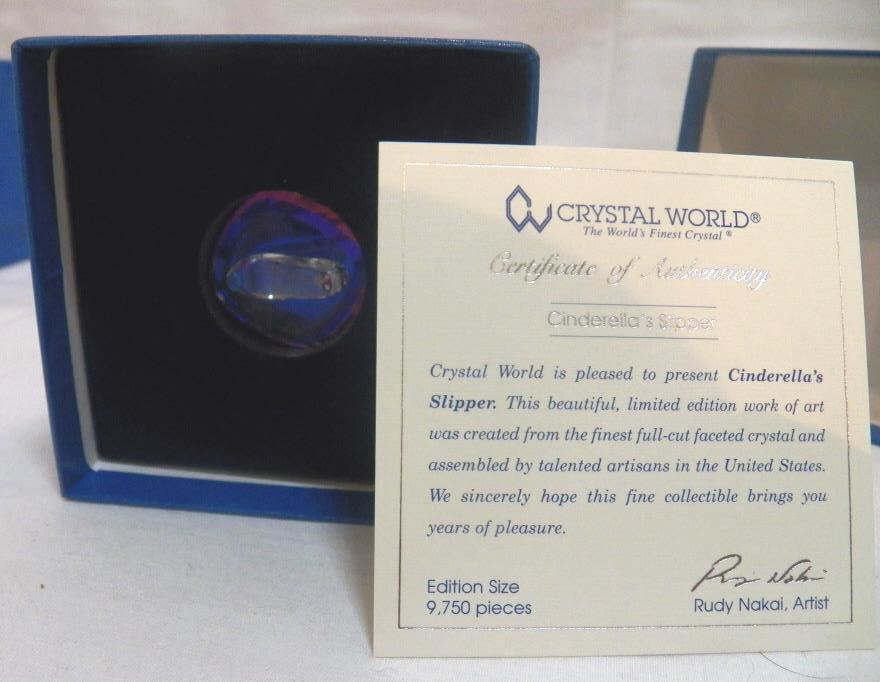 CRYSTAL WORLD®
The World's Finest Crystal ®
Certificate of Authenticity
Cinderella's Slipper
Crystal World is pleased to present Cinderella's
Slipper. This beautiful, limited edition work of art
was created from the finest full-cut faceted crystal and
assembled by talented artisans in the United States.
We sincerely hope this fine collectible brings you
years of pleasure.
Edition Size
9,750 pieces
Rudy Nakai, Artist